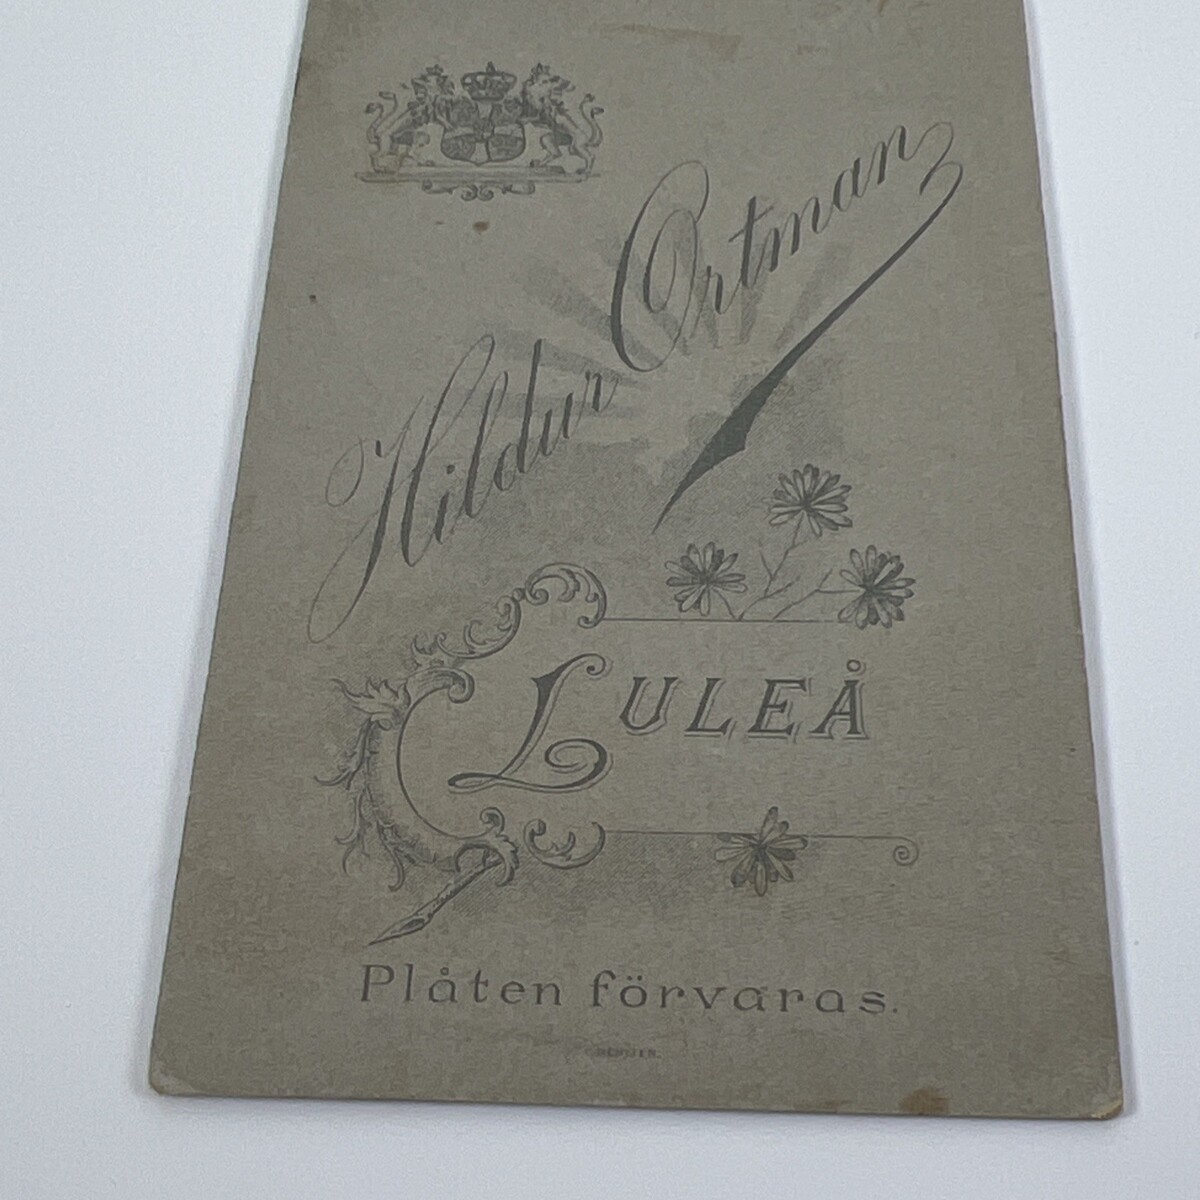 Hildur Ortman
LULEÅ
Plåten förvaras.